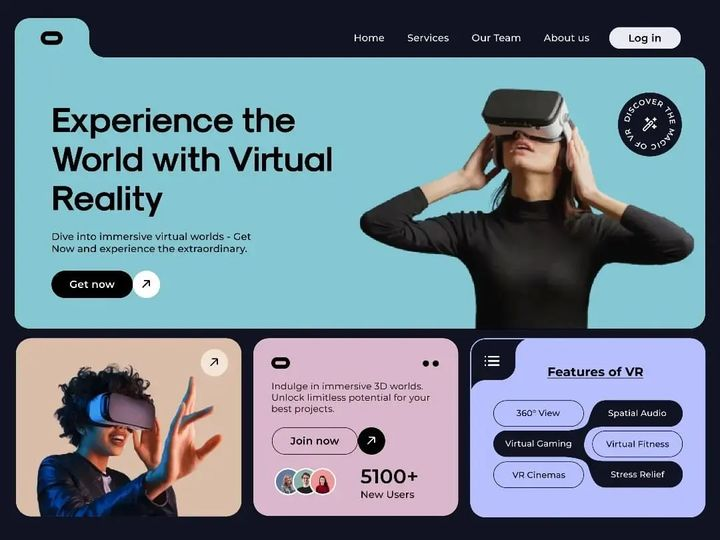 Home Services Our Team About us Log in
Experience the
World with Virtual
Reality
DISCOVER THE MAGIC OF VR
Dive into immersive virtual worlds - Get
Now and experience the extraordinary.
Get now
Indulge in immersive 3D worlds.
Unlock limitless potential for your
best projects.
Join now
5100+
New Users
Features of VR
360° View Spatial Audio
Virtual Gaming Virtual Fitness
VR Cinemas Stress Relief